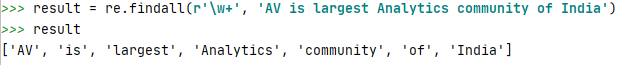 >>> result = re.findall(r'\w+', 'AV is largest Analytics community of India')
>>> result
['AV', 'is', 'largest', 'Analytics', 'community', 'of', 'India']